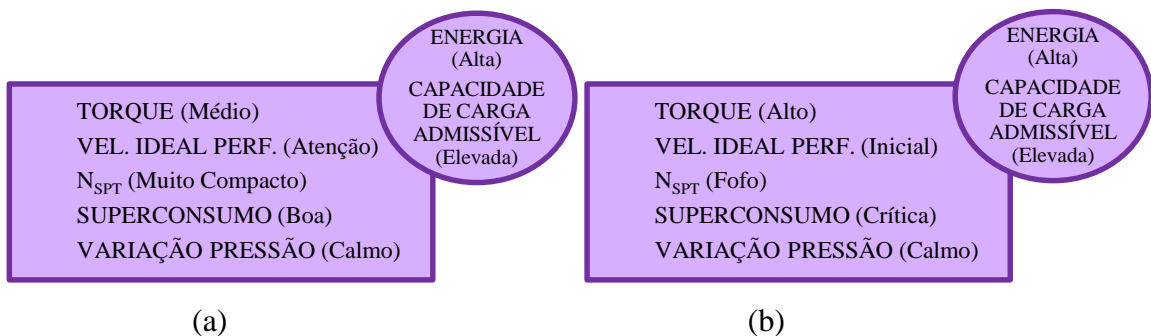 ENERGIA
(Alta)
CAPACIDADE
DE CARGA
ADMISSÍVEL
(Elevada)
TORQUE (Médio)
VEL. IDEAL PERF. (Atenção)
N_SPT (Muito Compacto)
SUPERCONSUMO (Boa)
VARIAÇÃO PRESSÃO (Calmo)
(a)
ENERGIA
(Alta)
CAPACIDADE
DE CARGA
ADMISSÍVEL
(Elevada)
TORQUE (Alto)
VEL. IDEAL PERF. (Inicial)
N_SPT (Fofo)
SUPERCONSUMO (Crítica)
VARIAÇÃO PRESSÃO (Calmo)
(b)